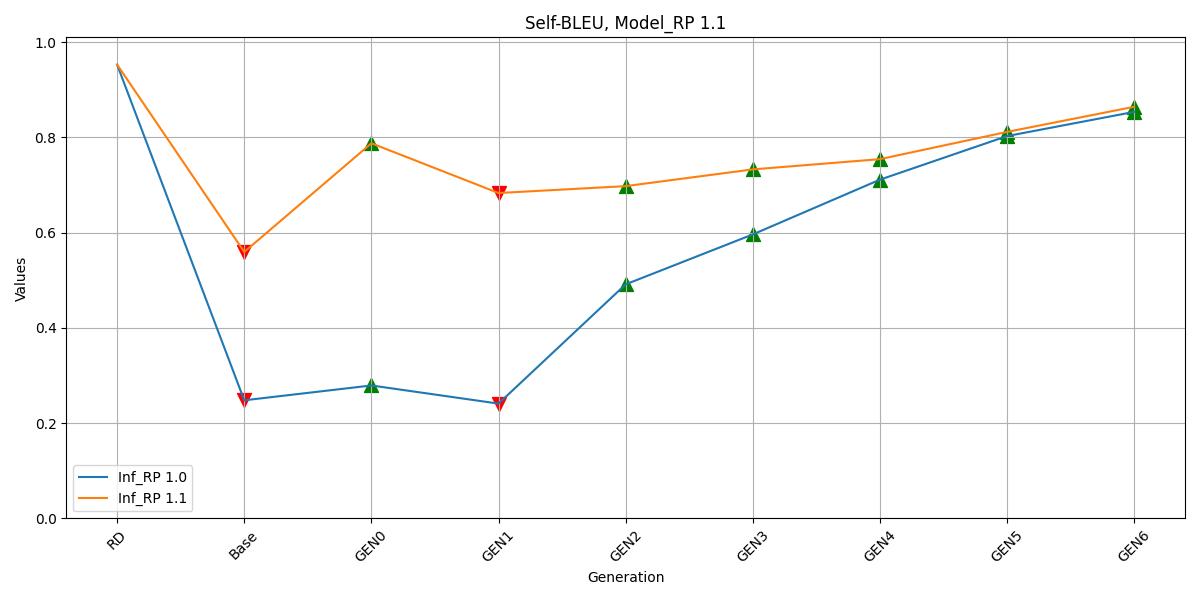 Self-BLEU, Model_RP 1.1
Values
1.0
0.8
0.6
0.4
0.2
0.0
Inf_RP 1.0
Inf_RP 1.1
RD
Base
GEN0
GEN1
GEN2
GEN3
GEN4
GEN5
GEN6
Generation